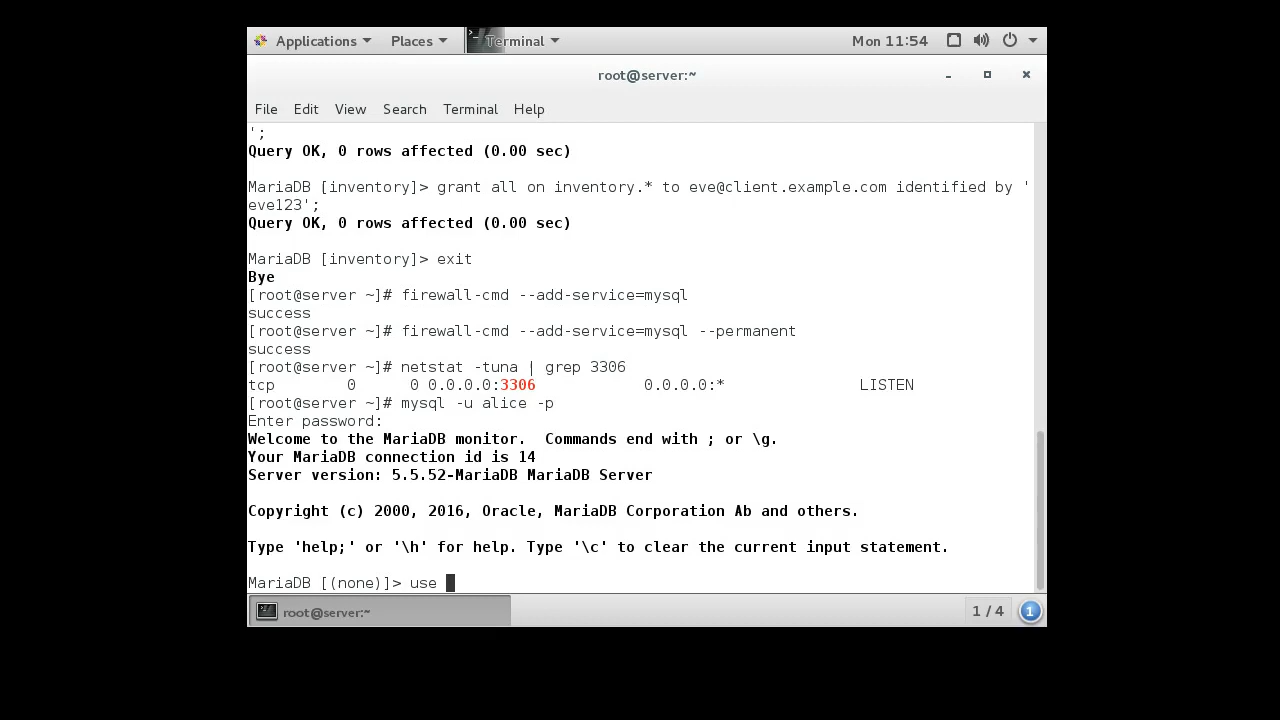 Applications Places Terminal Mon 11:54
root@server:~
File Edit View Search Terminal Help
';
Query OK, 0 rows affected (0.00 sec)
MariaDB [inventory]> grant all on inventory.* to eve@client.example.com identified by '
eve123';
Query OK, 0 rows affected (0.00 sec)
MariaDB [inventory]> exit
Bye
[root@server ~]# firewall-cmd --add-service=mysql
success
[root@server ~]# firewall-cmd --add-service=mysql --permanent
success
[root@server ~]# netstat -tuna | grep 3306
tcp 0 0 0.0.0.0:3306 0.0.0.0:* LISTEN
[root@server ~]# mysql -u alice -p
Enter password:
Welcome to the MariaDB monitor.  Commands end with ; or \g.
Your MariaDB connection id is 14
Server version: 5.5.52-MariaDB MariaDB Server
Copyright (c) 2000, 2016, Oracle, MariaDB Corporation Ab and others.
Type 'help;' or '\h' for help. Type '\c' to clear the current input statement.
MariaDB [(none)]> use
root@server:~ 1 / 4 1